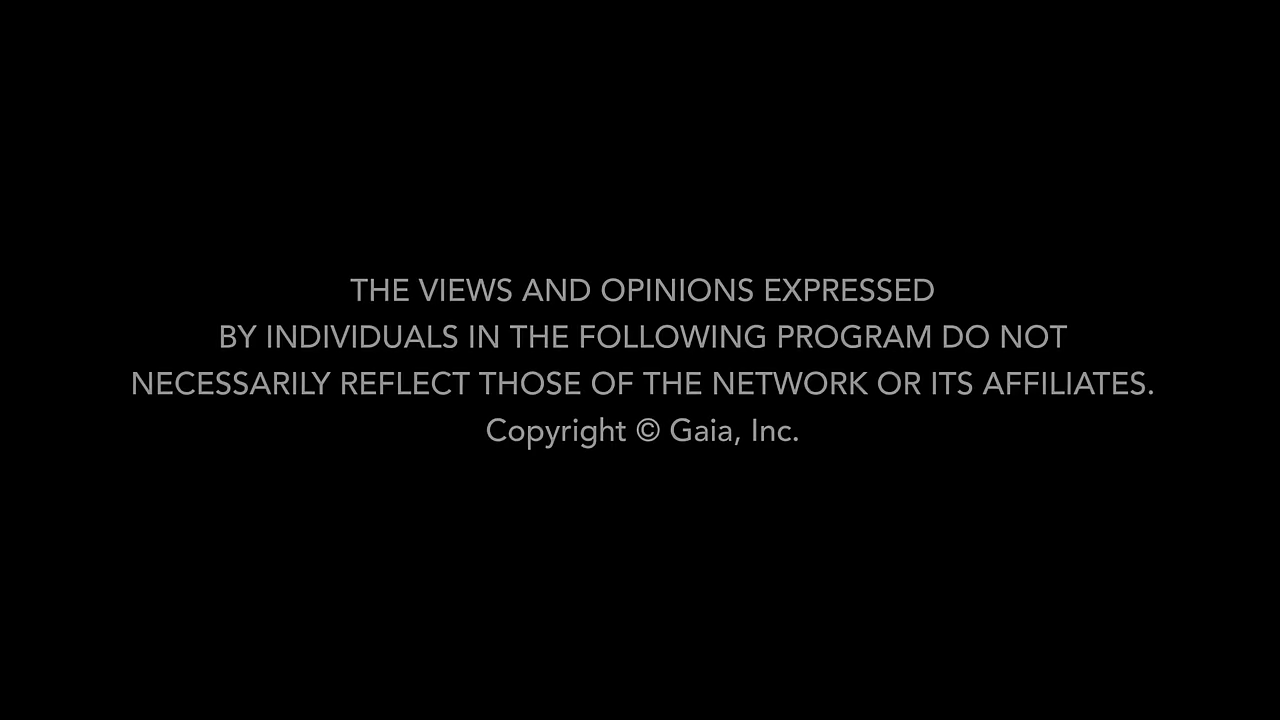 THE VIEWS AND OPINIONS EXPRESSED
BY INDIVIDUALS IN THE FOLLOWING PROGRAM DO NOT
NECESSARILY REFLECT THOSE OF THE NETWORK OR ITS AFFILIATES.
Copyright © Gaia, Inc.